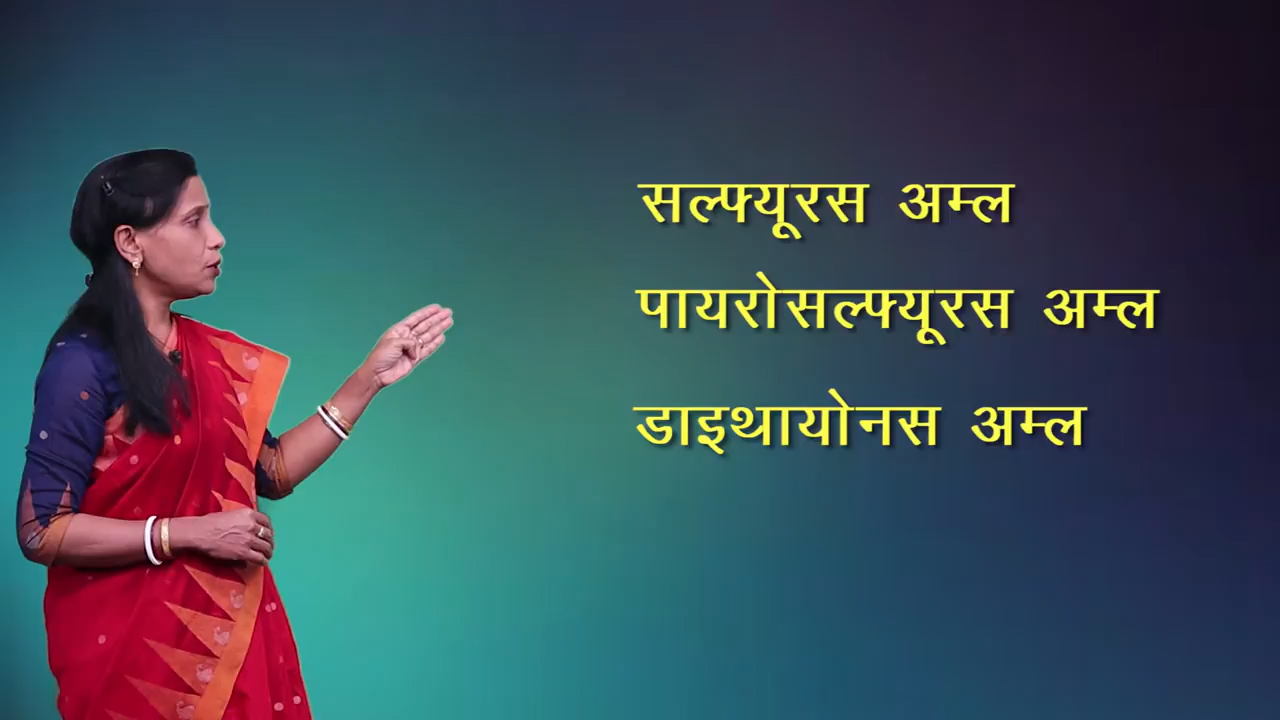 सल्फ्यूरस अम्ल
पायरोसल्फ्यूरस अम्ल
डाइथायोनस अम्ल